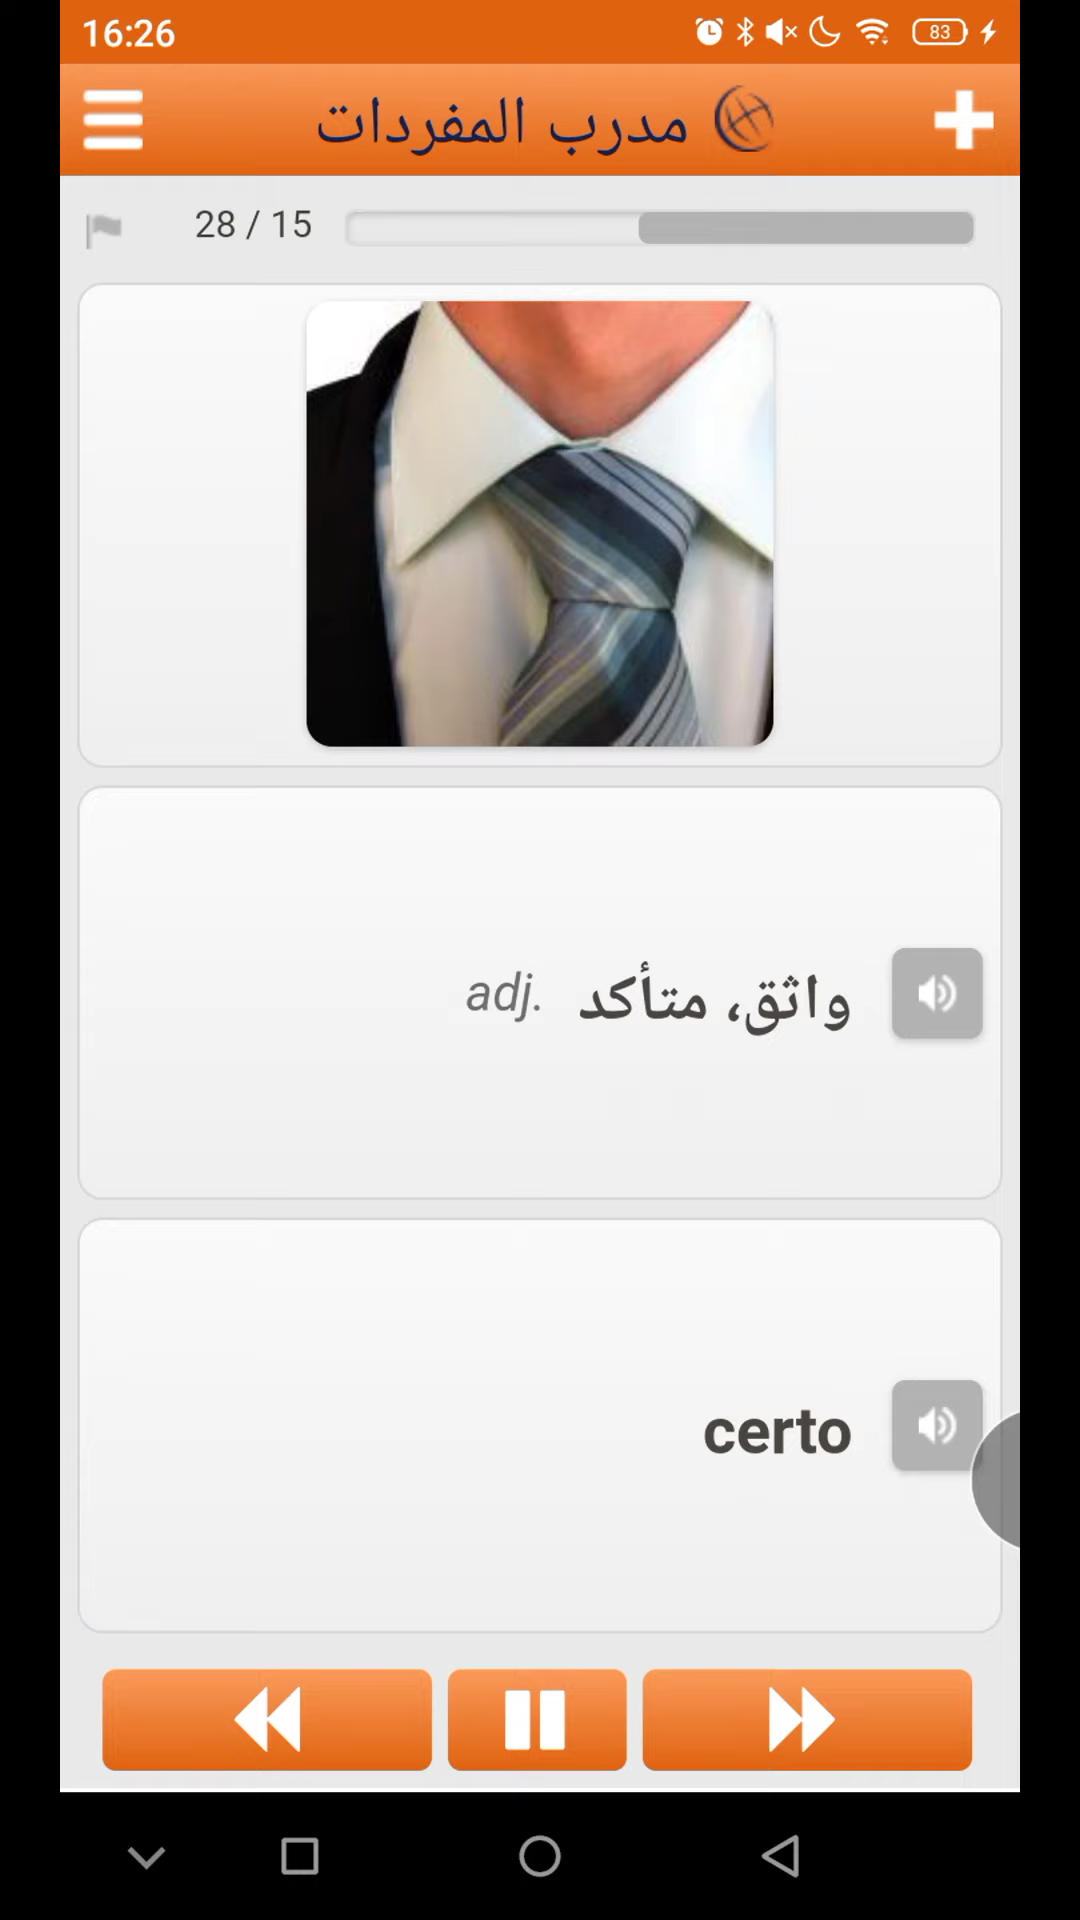 16:26
83
مدرب المفردات
28 / 15
واثق، متأكد adj.
certo